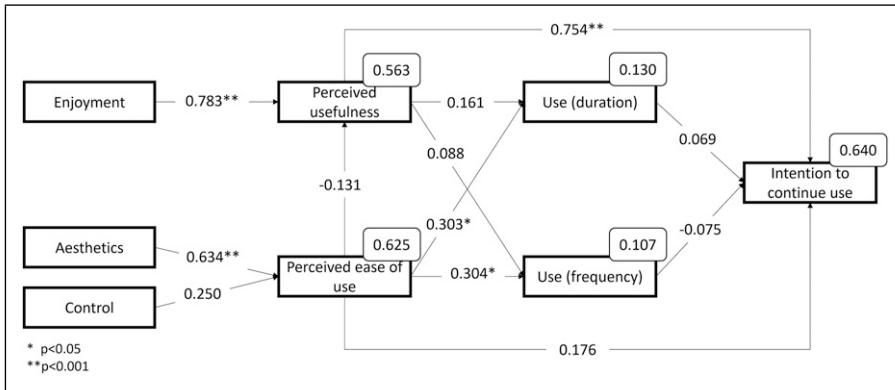 0.754**
0.563
0.130
Enjoyment
0.783**
Perceived
usefulness
0.161
Use (duration)
0.088
0.069
0.640
Intention to
continue use
-0.131
0.303*
-0.075
Aesthetics
0.634**
0.625
0.107
Perceived ease of
use
0.304*
Use (frequency)
Control
0.250
0.176
* p<0.05
**p<0.001